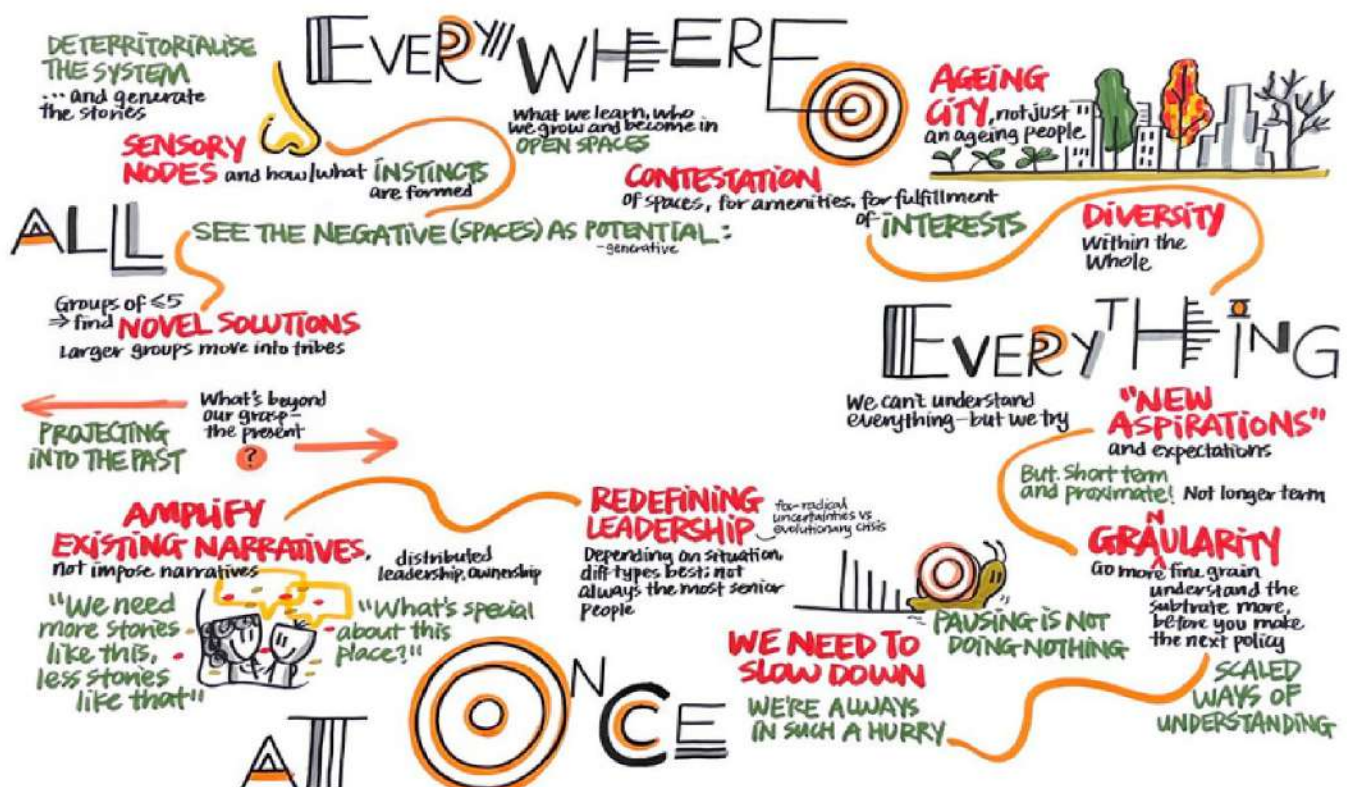 EVERYWHERE
DETERRITORIALISE
THE SYSTEM
... and generate
the stories
SENSORY
NODES and how/what INSTINCTS
are formed
What we learn, who
we grow and become in
OPEN SPACES
CONTESTATION
of spaces, for amenities, for fulfillment
of INTERESTS
AGEING
CITY, not just
an ageing people
DIVERSITY
Within the
Whole
ALL
SEE THE NEGATIVE (SPACES) AS POTENTIAL:
-generative
Groups of ≤5
⇒ find NOVEL SOLUTIONS
Larger groups move into tribes
EVERYTHING
We can't understand
everything - but we try
"NEW
ASPIRATIONS"
and expectations
But. Short term
and proximate! Not longer term
GRAULARITY
N
^
Go more fine grain
understand the
substrate more,
before you make
the next policy
SCALED
WAYS OF
UNDERSTANDING
What's beyond
our grasp-
the present
?
PROJECTING
INTO THE PAST
AMPLIFY
EXISTING NARRATIVES,
not impose narratives
distributed
leadership, ownership
"We need
more stories
like this,
less stories
like that"
"What's special
about this
place?"
REDEFINING
LEADERSHIP
for radical
uncertainties vs
evolutionary crisis
Depending on situation,
diff types best; not
always the most senior
people
PAUSING IS NOT
DOING NOTHING
WE NEED TO
SLOW DOWN
WE'RE ALWAYS
IN SUCH A HURRY
AT ONCE